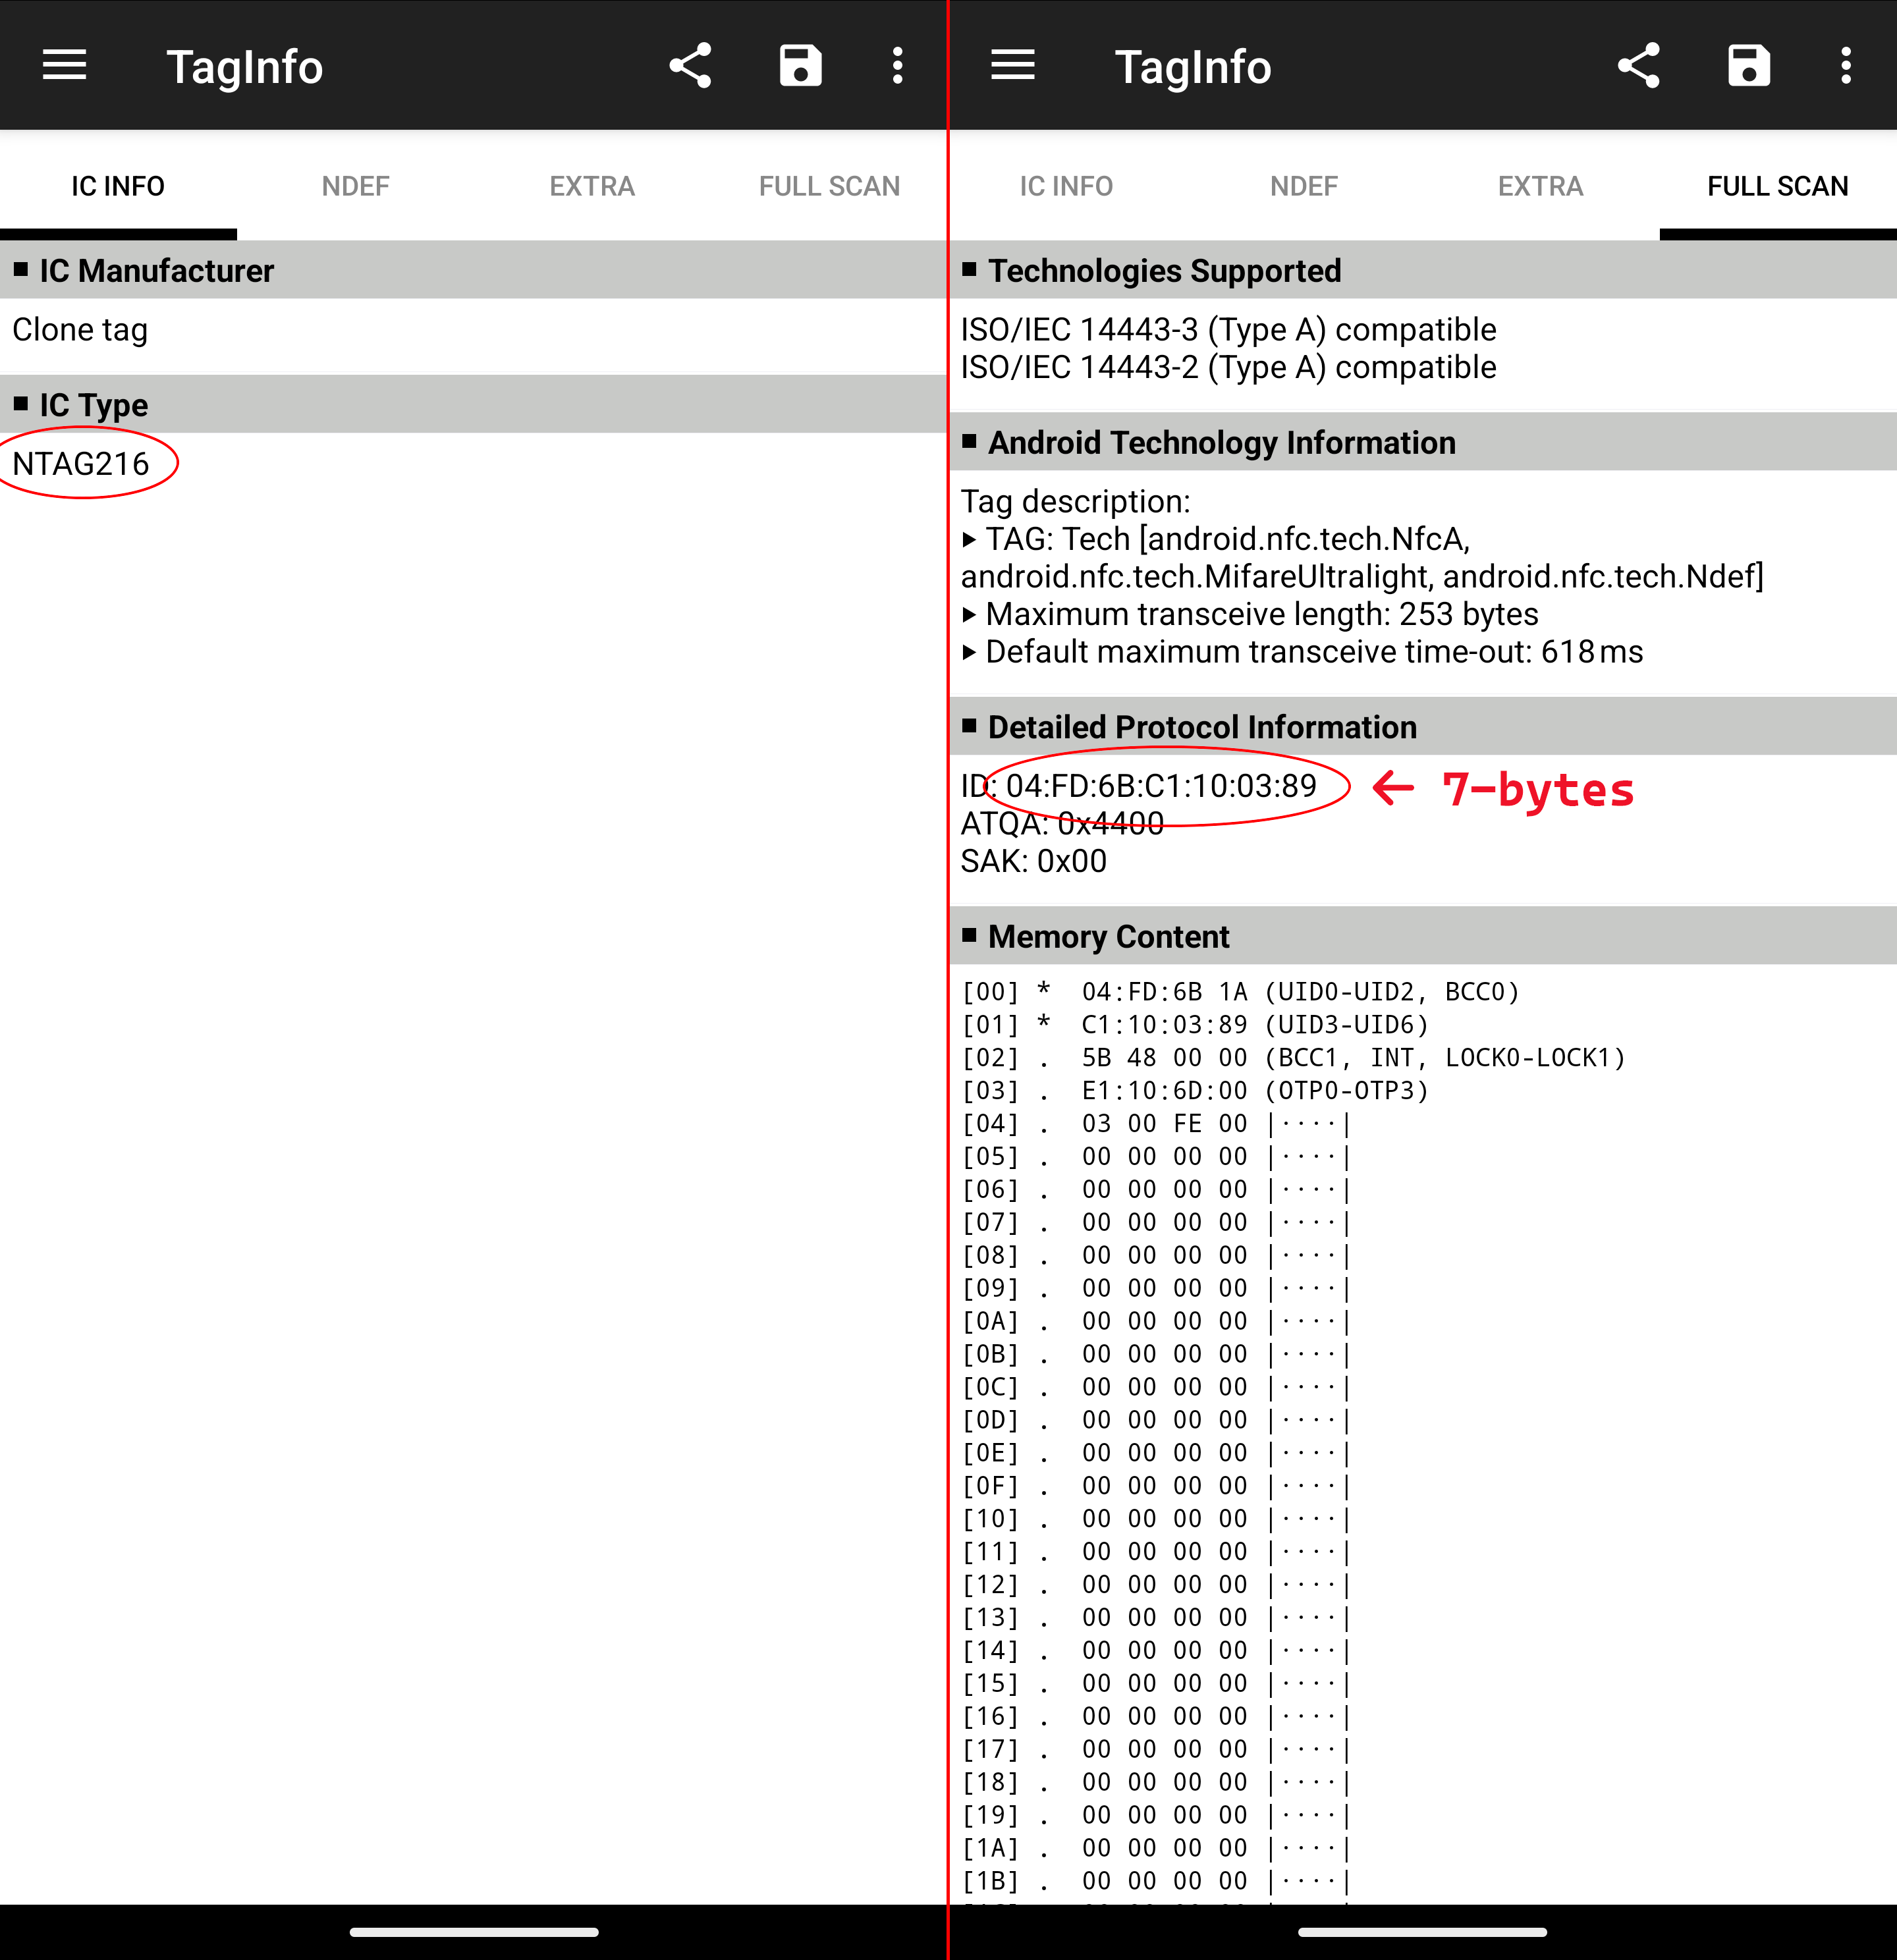 TagInfo
IC INFO NDEF EXTRA FULL SCAN
■ IC Manufacturer
Clone tag
■ IC Type
NTAG216
TagInfo
IC INFO NDEF EXTRA FULL SCAN
■ Technologies Supported
ISO/IEC 14443-3 (Type A) compatible
ISO/IEC 14443-2 (Type A) compatible
■ Android Technology Information
Tag description:
▸ TAG: Tech [android.nfc.tech.NfcA,
android.nfc.tech.MifareUltralight, android.nfc.tech.Ndef]
▸ Maximum transceive length: 253 bytes
▸ Default maximum transceive time-out: 618 ms
■ Detailed Protocol Information
ID: 04:FD:6B:C1:10:03:89 ← 7-bytes
ATQA: 0x4400
SAK: 0x00
■ Memory Content
[00] * 04:FD:6B 1A (UID0-UID2, BCC0)
[01] * C1:10:03:89 (UID3-UID6)
[02] . 5B 48 00 00 (BCC1, INT, LOCK0-LOCK1)
[03] . E1:10:6D:00 (OTP0-OTP3)
[04] . 03 00 FE 00 |····|
[05] . 00 00 00 00 |····|
[06] . 00 00 00 00 |····|
[07] . 00 00 00 00 |····|
[08] . 00 00 00 00 |····|
[09] . 00 00 00 00 |····|
[0A] . 00 00 00 00 |····|
[0B] . 00 00 00 00 |····|
[0C] . 00 00 00 00 |····|
[0D] . 00 00 00 00 |····|
[0E] . 00 00 00 00 |····|
[0F] . 00 00 00 00 |····|
[10] . 00 00 00 00 |····|
[11] . 00 00 00 00 |····|
[12] . 00 00 00 00 |····|
[13] . 00 00 00 00 |····|
[14] . 00 00 00 00 |····|
[15] . 00 00 00 00 |····|
[16] . 00 00 00 00 |····|
[17] . 00 00 00 00 |····|
[18] . 00 00 00 00 |····|
[19] . 00 00 00 00 |····|
[1A] . 00 00 00 00 |····|
[1B] . 00 00 00 00 |····|